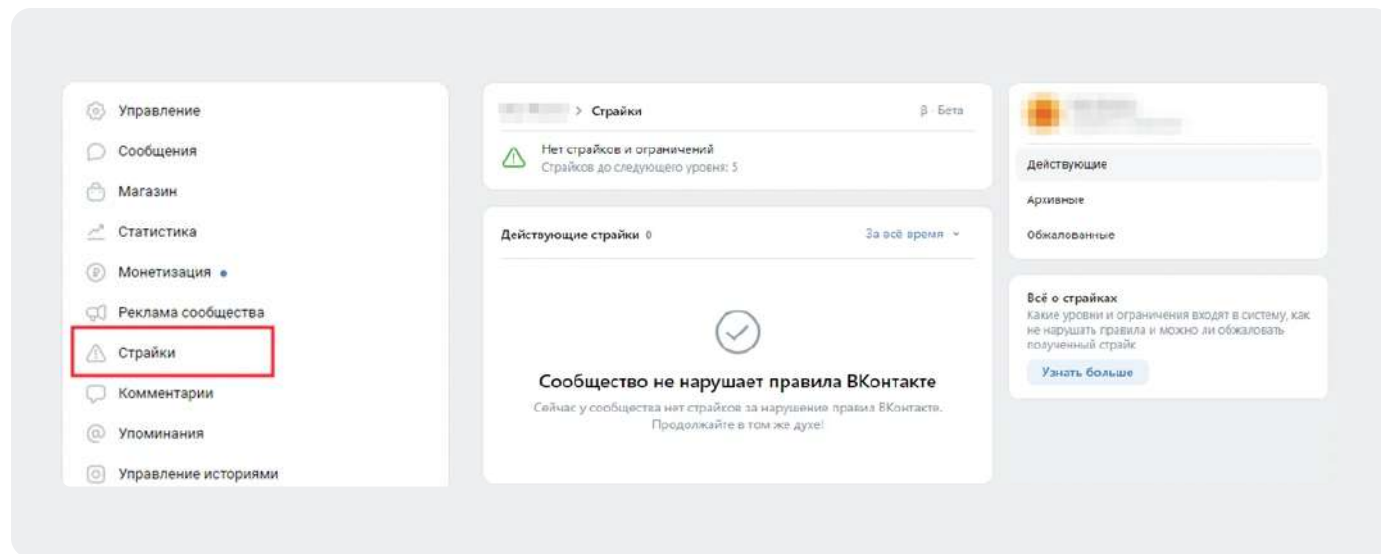 Управление
Сообщения
Магазин
Статистика
Монетизация
Реклама сообщества
Страйки
Комментарии
Упоминания
Управление историями
> Страйки
β · Бета
Нет страйков и ограничений
Страйков до следующего уровня: 5
Действующие страйки 0
За всё время
Сообщество не нарушает правила ВКонтакте
Сейчас у сообщества нет страйков за нарушение правил ВКонтакте.
Продолжайте в том же духе!
Действующие
Архивные
Обжалованные
Всё о страйках
Какие уровни и ограничения входят в систему, как
не нарушать правила и можно ли обжаловать
полученный страйк
Узнать больше